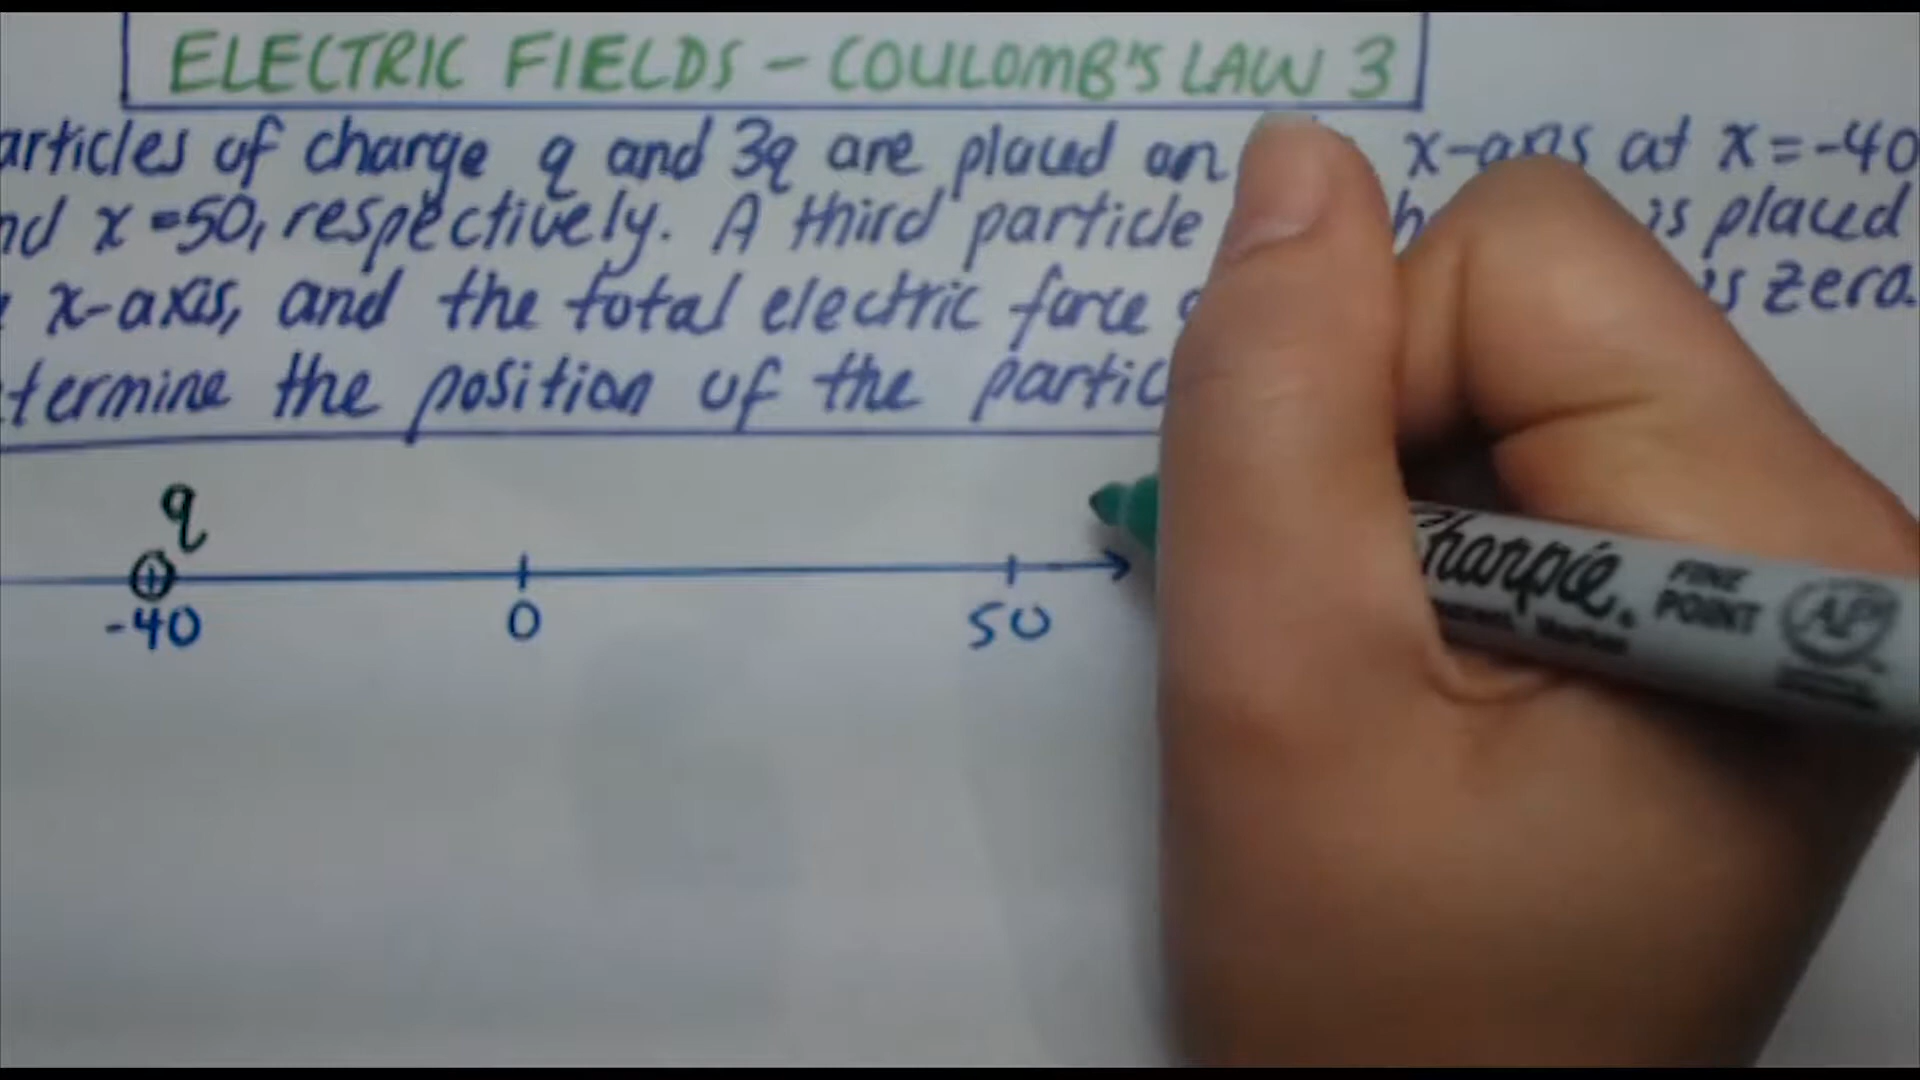 ELECTRIC FIELDS - COULOMB'S LAW 3
articles of charge q and 3q are placed on x-axis at x=-40
nd x=50, respectively. A third particle is placed
x-axis, and the total electric force is zero.
termine the position of the partic
q
-40 0 50
Sharpie. FINE POINT AP